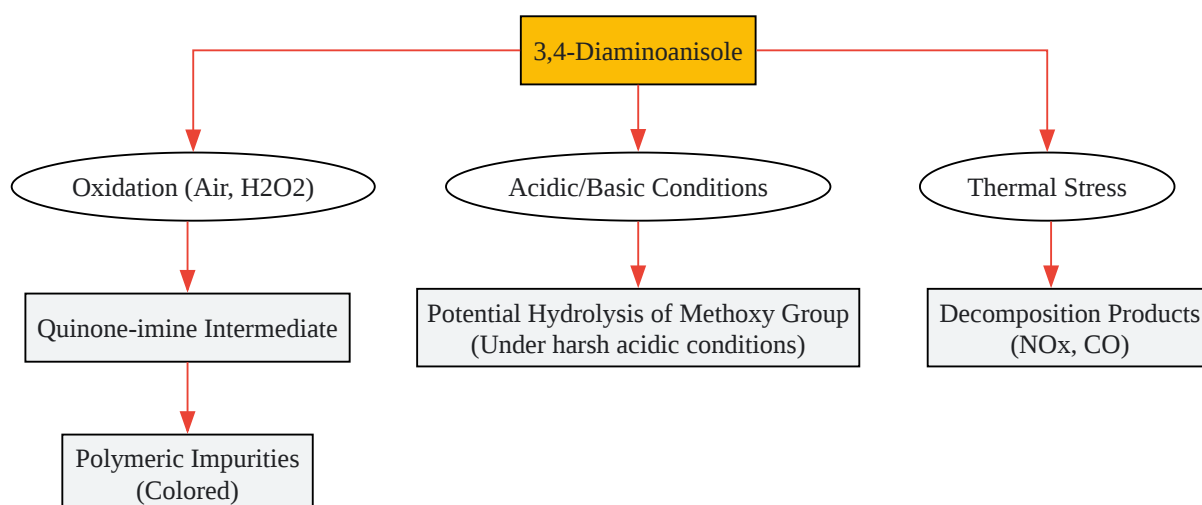 3,4-Diaminoanisole
Oxidation (Air, H2O2)
Acidic/Basic Conditions
Thermal Stress
Quinone-imine Intermediate
Potential Hydrolysis of Methoxy Group
(Under harsh acidic conditions)
Decomposition Products
(NOx, CO)
Polymeric Impurities
(Colored)